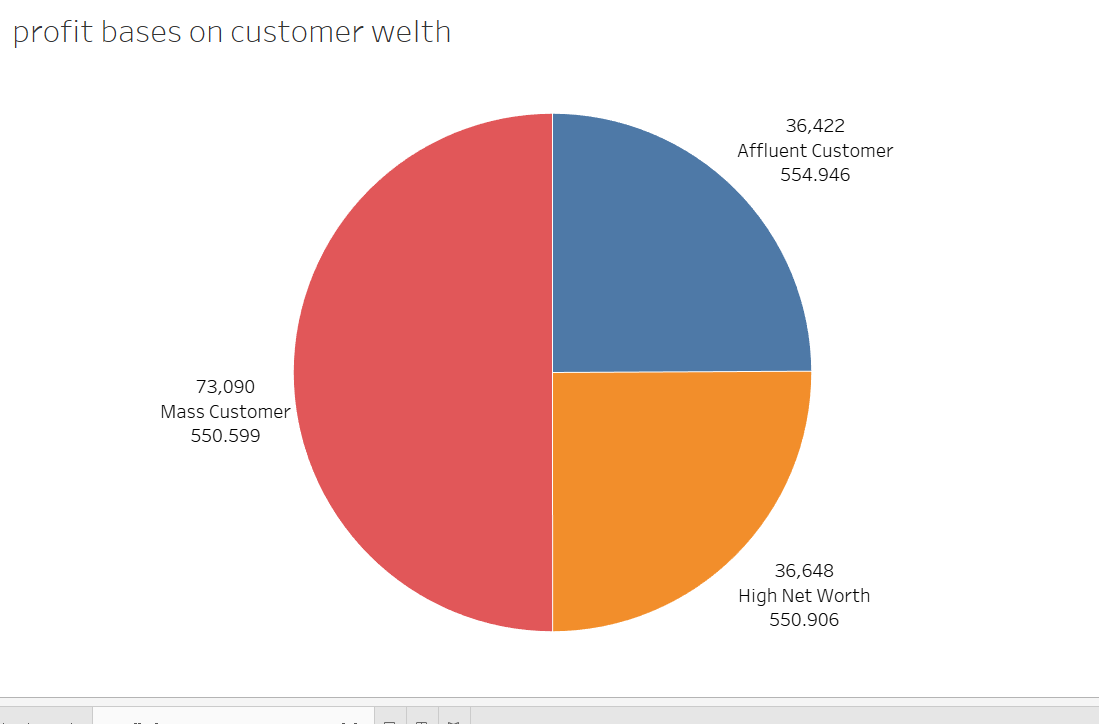 profit bases on customer welth
36,422
Affluent Customer
554.946
73,090
Mass Customer
550.599
36,648
High Net Worth
550.906